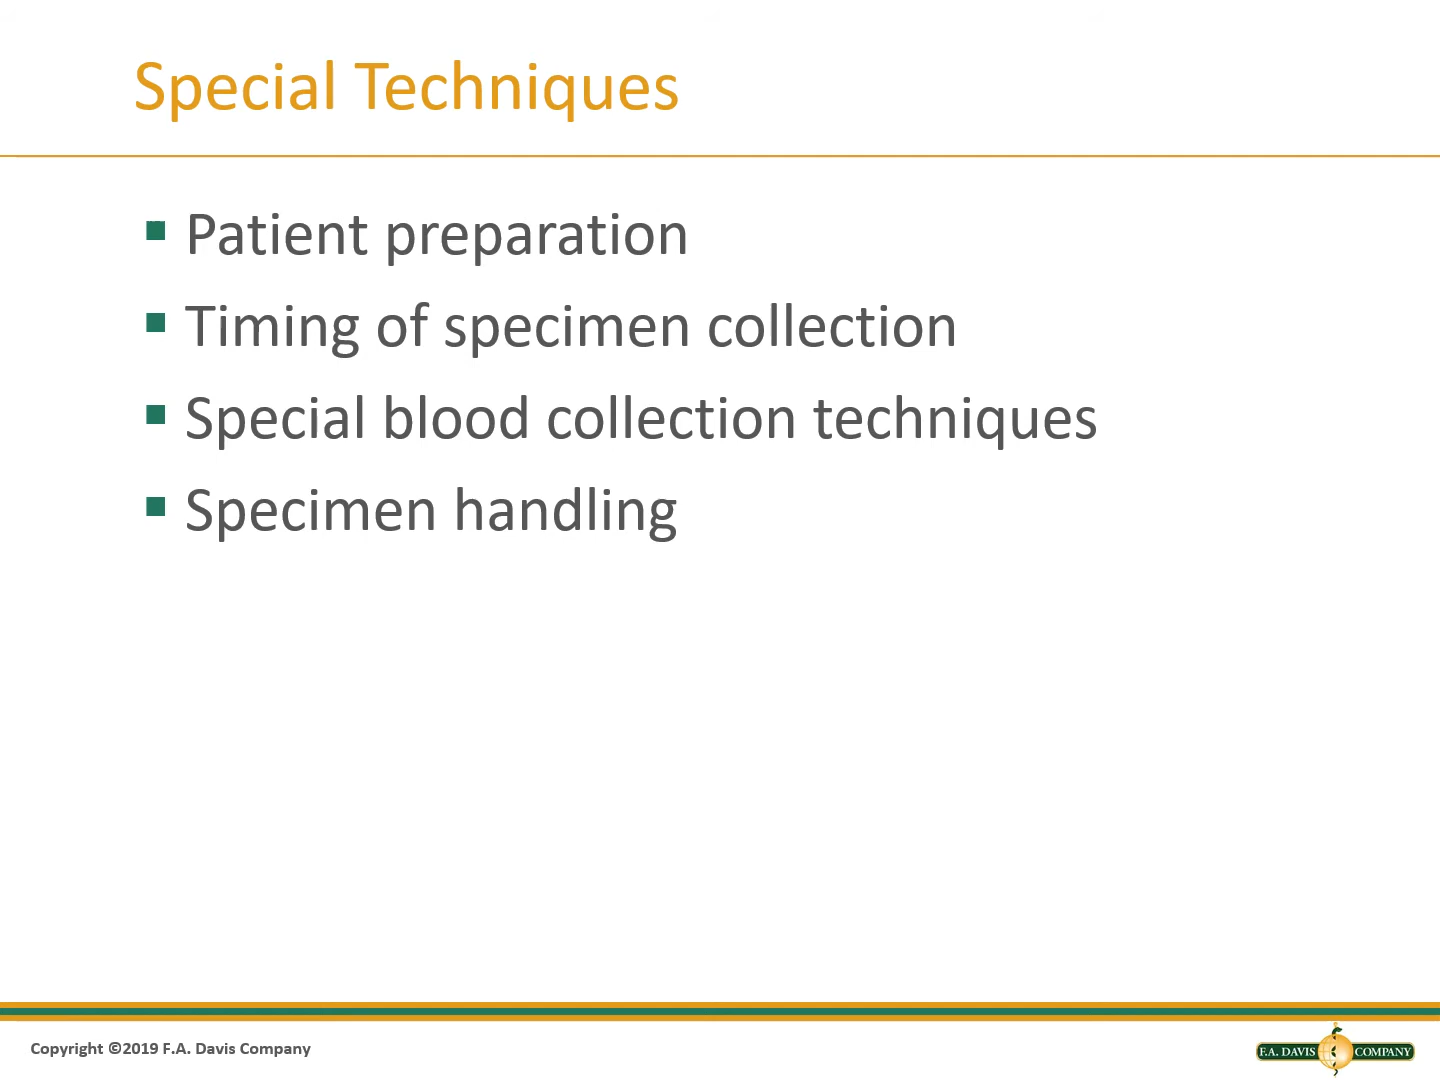 Special Techniques
Patient preparation
Timing of specimen collection
Special blood collection techniques
Specimen handling
Copyright ©2019 F.A. Davis Company
F.A. DAVIS COMPANY